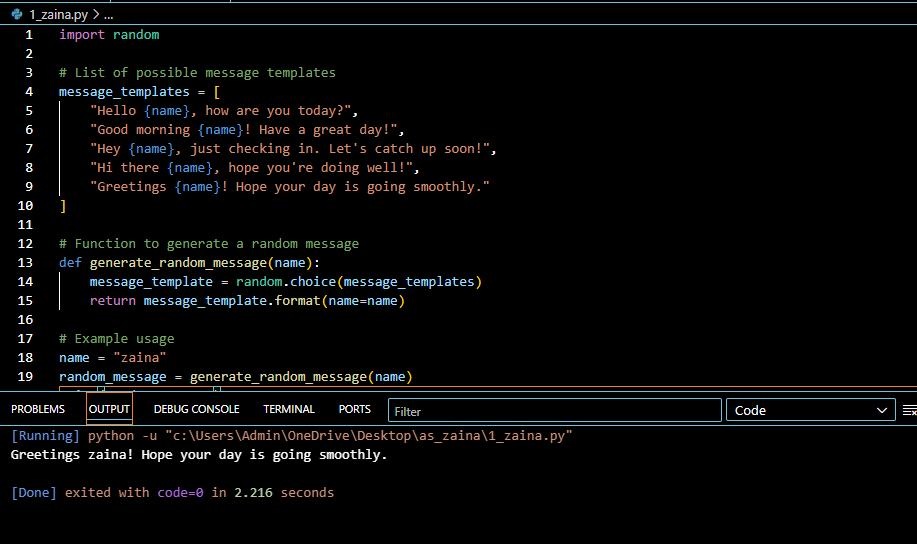 1_zaina.py > ...
1 import random
2
3 # List of possible message templates
4 message_templates = [
5     "Hello {name}, how are you today?",
6     "Good morning {name}! Have a great day!",
7     "Hey {name}, just checking in. Let's catch up soon!",
8     "Hi there {name}, hope you're doing well!",
9     "Greetings {name}! Hope your day is going smoothly."
10 ]
11
12 # Function to generate a random message
13 def generate_random_message(name):
14     message_template = random.choice(message_templates)
15     return message_template.format(name=name)
16
17 # Example usage
18 name = "zaina"
19 random_message = generate_random_message(name)
PROBLEMS OUTPUT DEBUG CONSOLE TERMINAL PORTS Filter Code
[Running] python -u "c:\Users\Admin\OneDrive\Desktop\as_zaina\1_zaina.py"
Greetings zaina! Hope your day is going smoothly.
[Done] exited with code=0 in 2.216 seconds